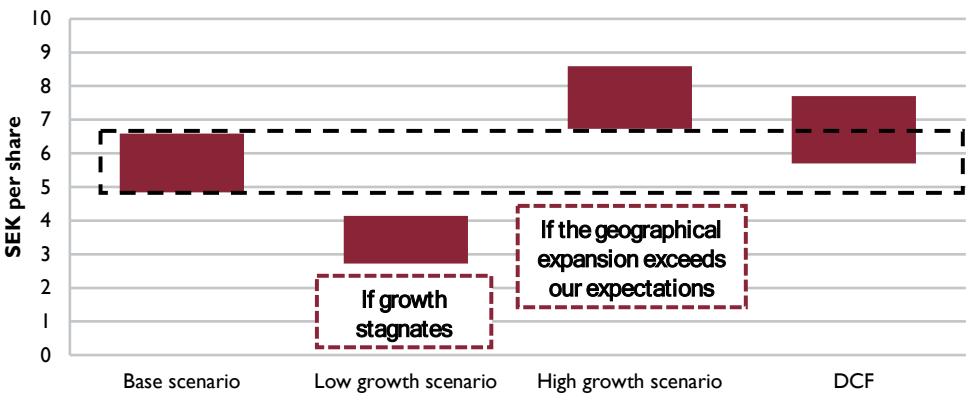 10
9
8
7
6
5
4
3
2
1
0
SEK per share
If growth
stagnates
If the geographical
expansion exceeds
our expectations
Base scenario
Low growth scenario
High growth scenario
DCF